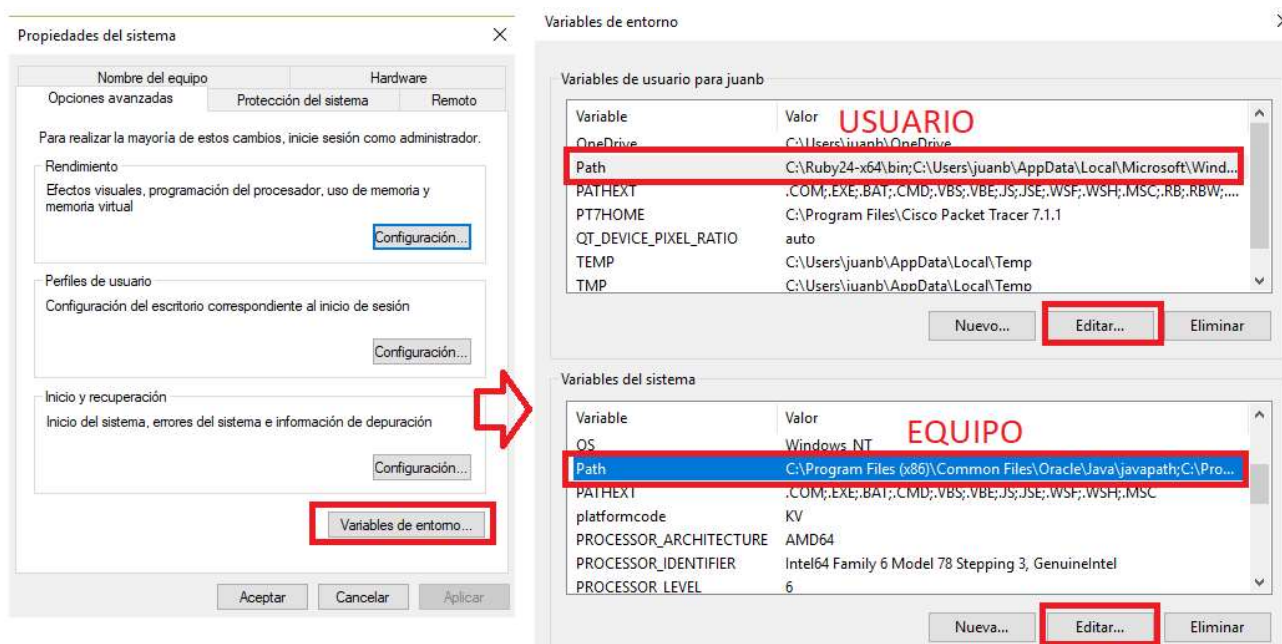 Propiedades del sistema
Nombre del equipo Hardware
Opciones avanzadas Protección del sistema Remoto
Para realizar la mayoría de estos cambios, inicie sesión como administrador.
Rendimiento
Efectos visuales, programación del procesador, uso de memoria y
memoria virtual
Configuración...
Perfiles de usuario
Configuración del escritorio correspondiente al inicio de sesión
Configuración...
Inicio y recuperación
Inicio del sistema, errores del sistema e información de depuración
Configuración...
Variables de entorno...
Aceptar Cancelar Aplicar
Variables de entorno
Variables de usuario para juanb
Variable Valor
USUARIO
OneDrive C:\Users\juanb\OneDrive
Path C:\Ruby24-x64\bin;C:\Users\juanb\AppData\Local\Microsoft\Wind...
PATHEXT .COM;.EXE;.BAT;.CMD;.VBS;.VBE;.JS;.JSE;.WSF;.WSH;.MSC;.RB;.RBW;....
PT7HOME C:\Program Files\Cisco Packet Tracer 7.1.1
QT_DEVICE_PIXEL_RATIO auto
TEMP C:\Users\juanb\AppData\Local\Temp
TMP C:\Users\juanb\AppData\Local\Temp
Nuevo... Editar... Eliminar
Variables del sistema
Variable Valor
EQUIPO
OS Windows_NT
Path C:\Program Files (x86)\Common Files\Oracle\Java\javapath;C:\Pro...
PATHEXT .COM;.EXE;.BAT;.CMD;.VBS;.VBE;.JS;.JSE;.WSF;.WSH;.MSC
platformcode KV
PROCESSOR_ARCHITECTURE AMD64
PROCESSOR_IDENTIFIER Intel64 Family 6 Model 78 Stepping 3, GenuineIntel
PROCESSOR_LEVEL 6
Nueva... Editar... Eliminar